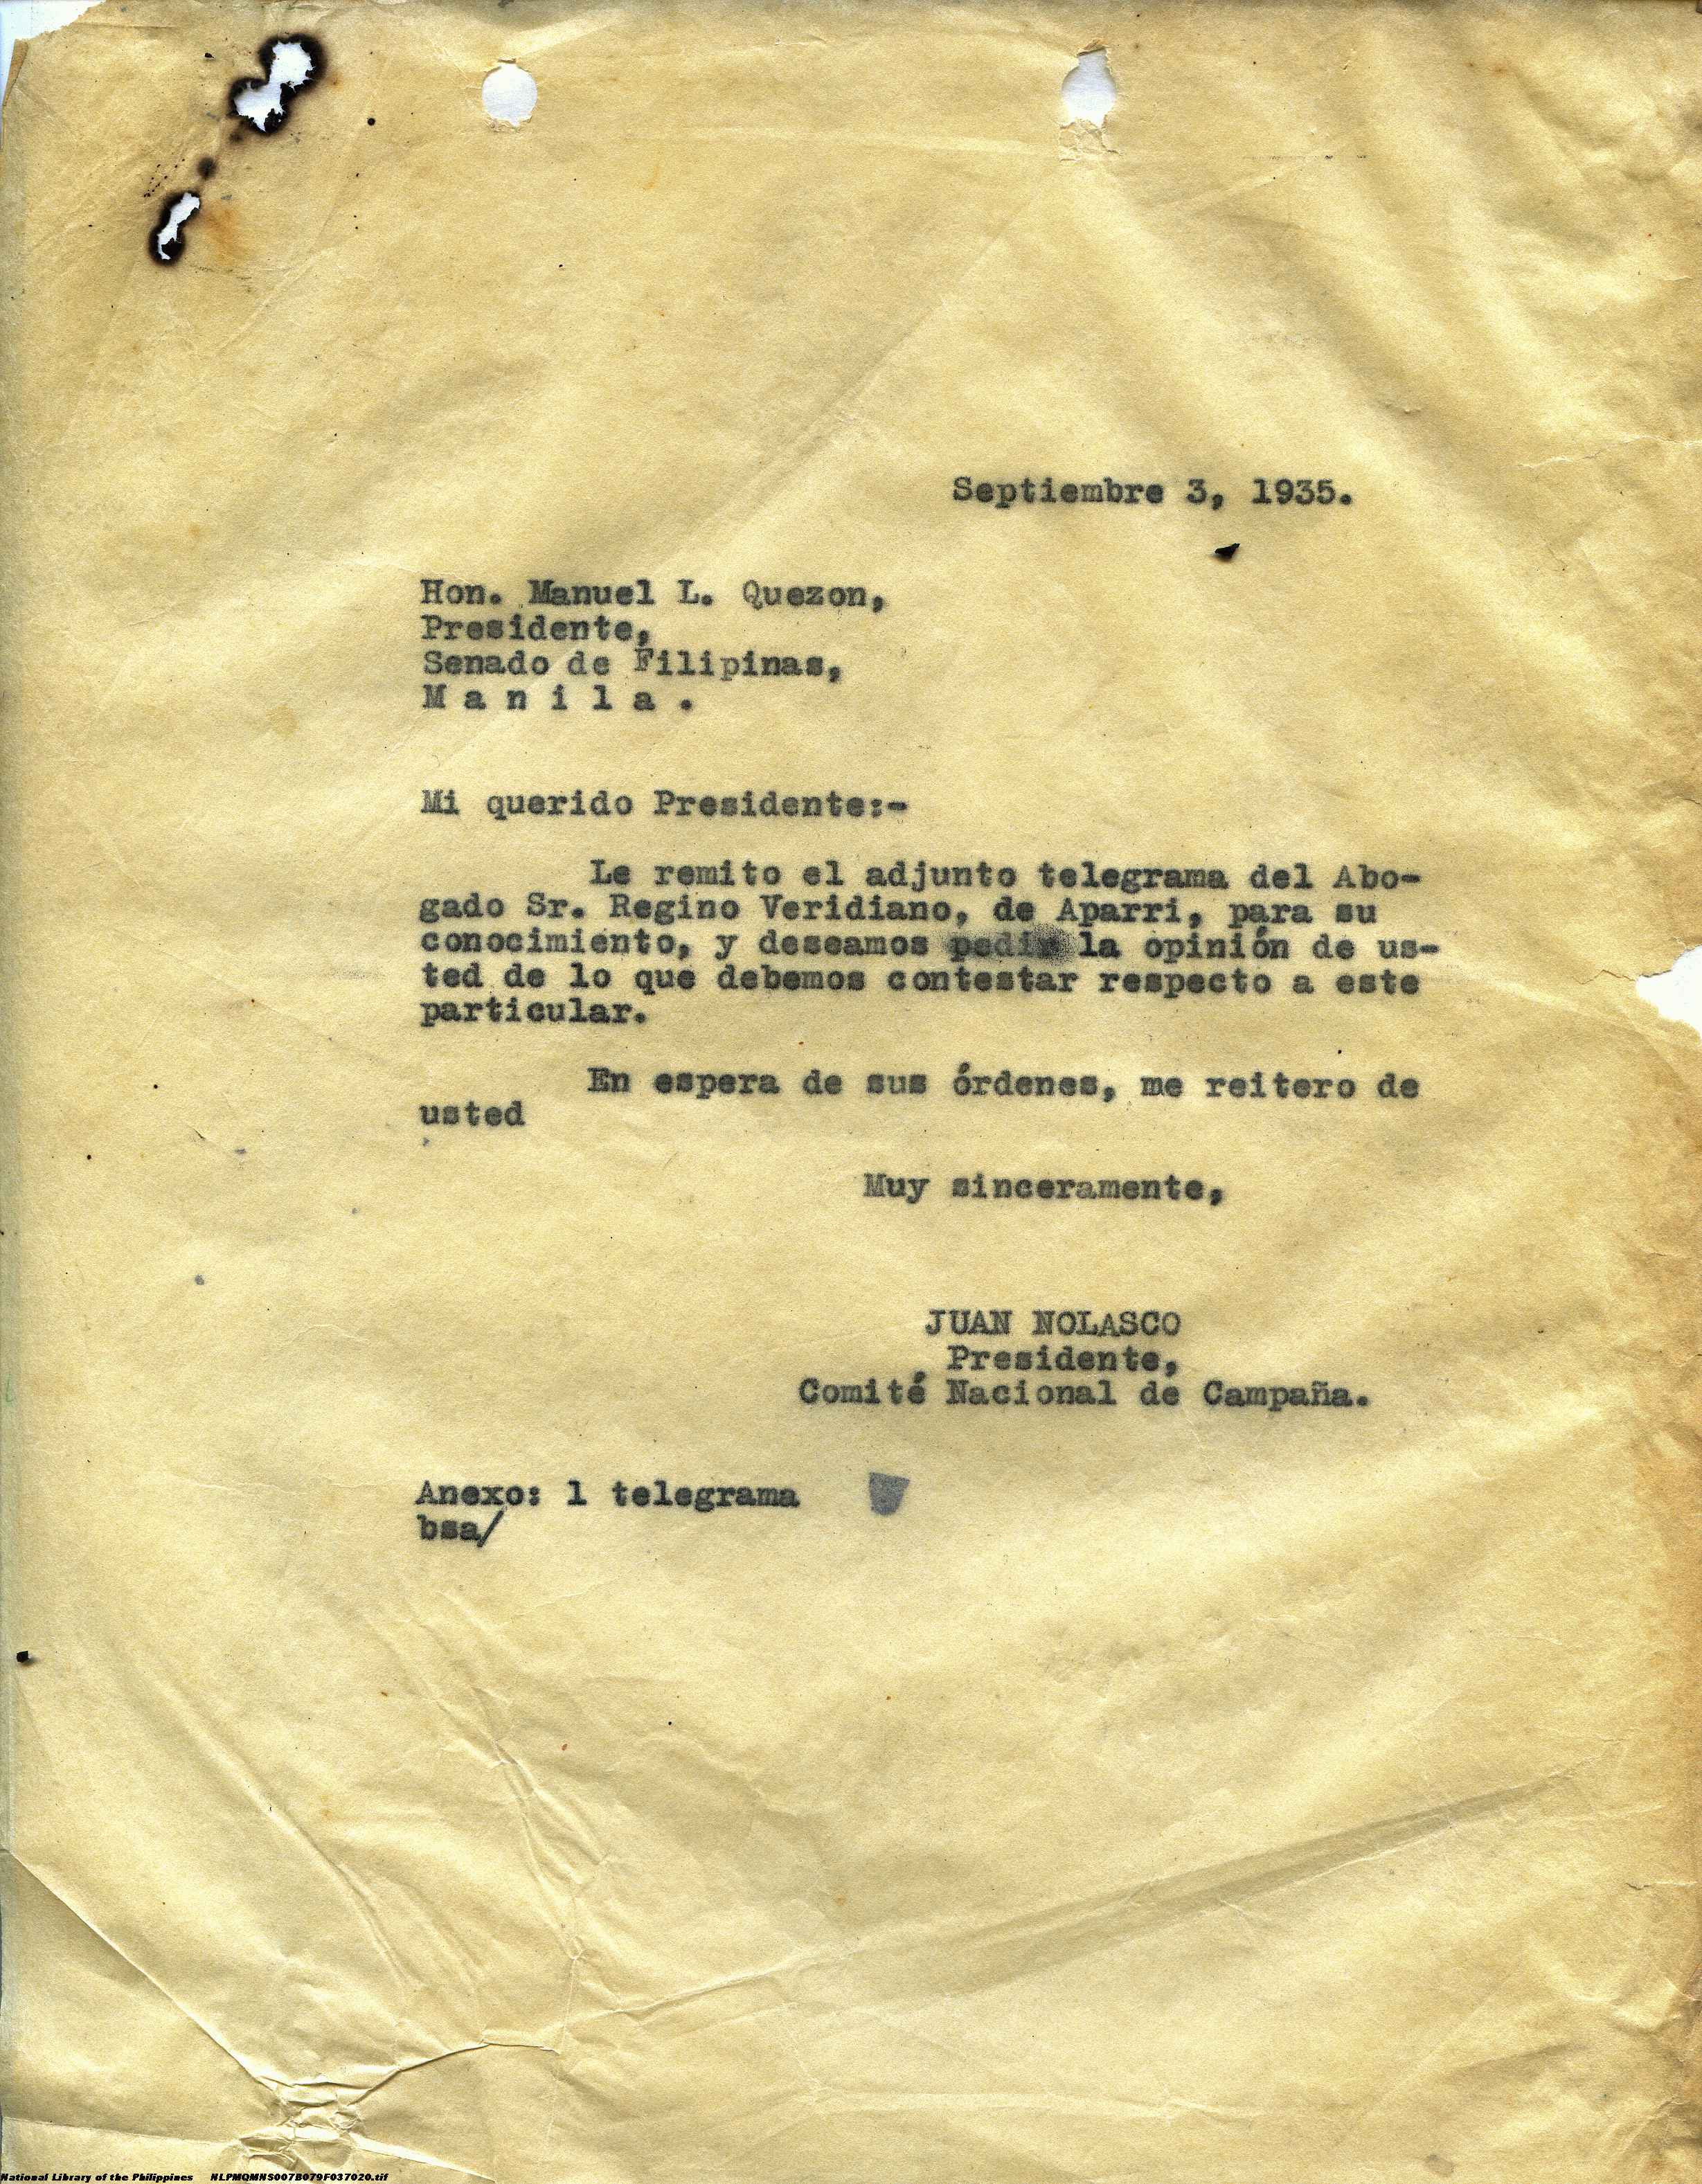 Septiembre 3, 1935.
Hon. Manuel L. Quezon,
Presidente,
Senado de Filipinas,
M a n i l a .
Mi querido Presidente:-
Le remito el adjunto telegrama del Abo-
gado Sr. Regino Veridiano, de Aparri, para su
conocimiento, y deseamos pedir la opinión de us-
ted de lo que debemos contestar respecto a este
particular.
En espera de sus órdenes, me reitero de
usted
Muy sinceramente,
JUAN NOLASCO
Presidente,
Comité Nacional de Campaña.
Anexo: 1 telegrama
bsa/
National Library of the Philippines NLPMQMNS007B079F037020.tif